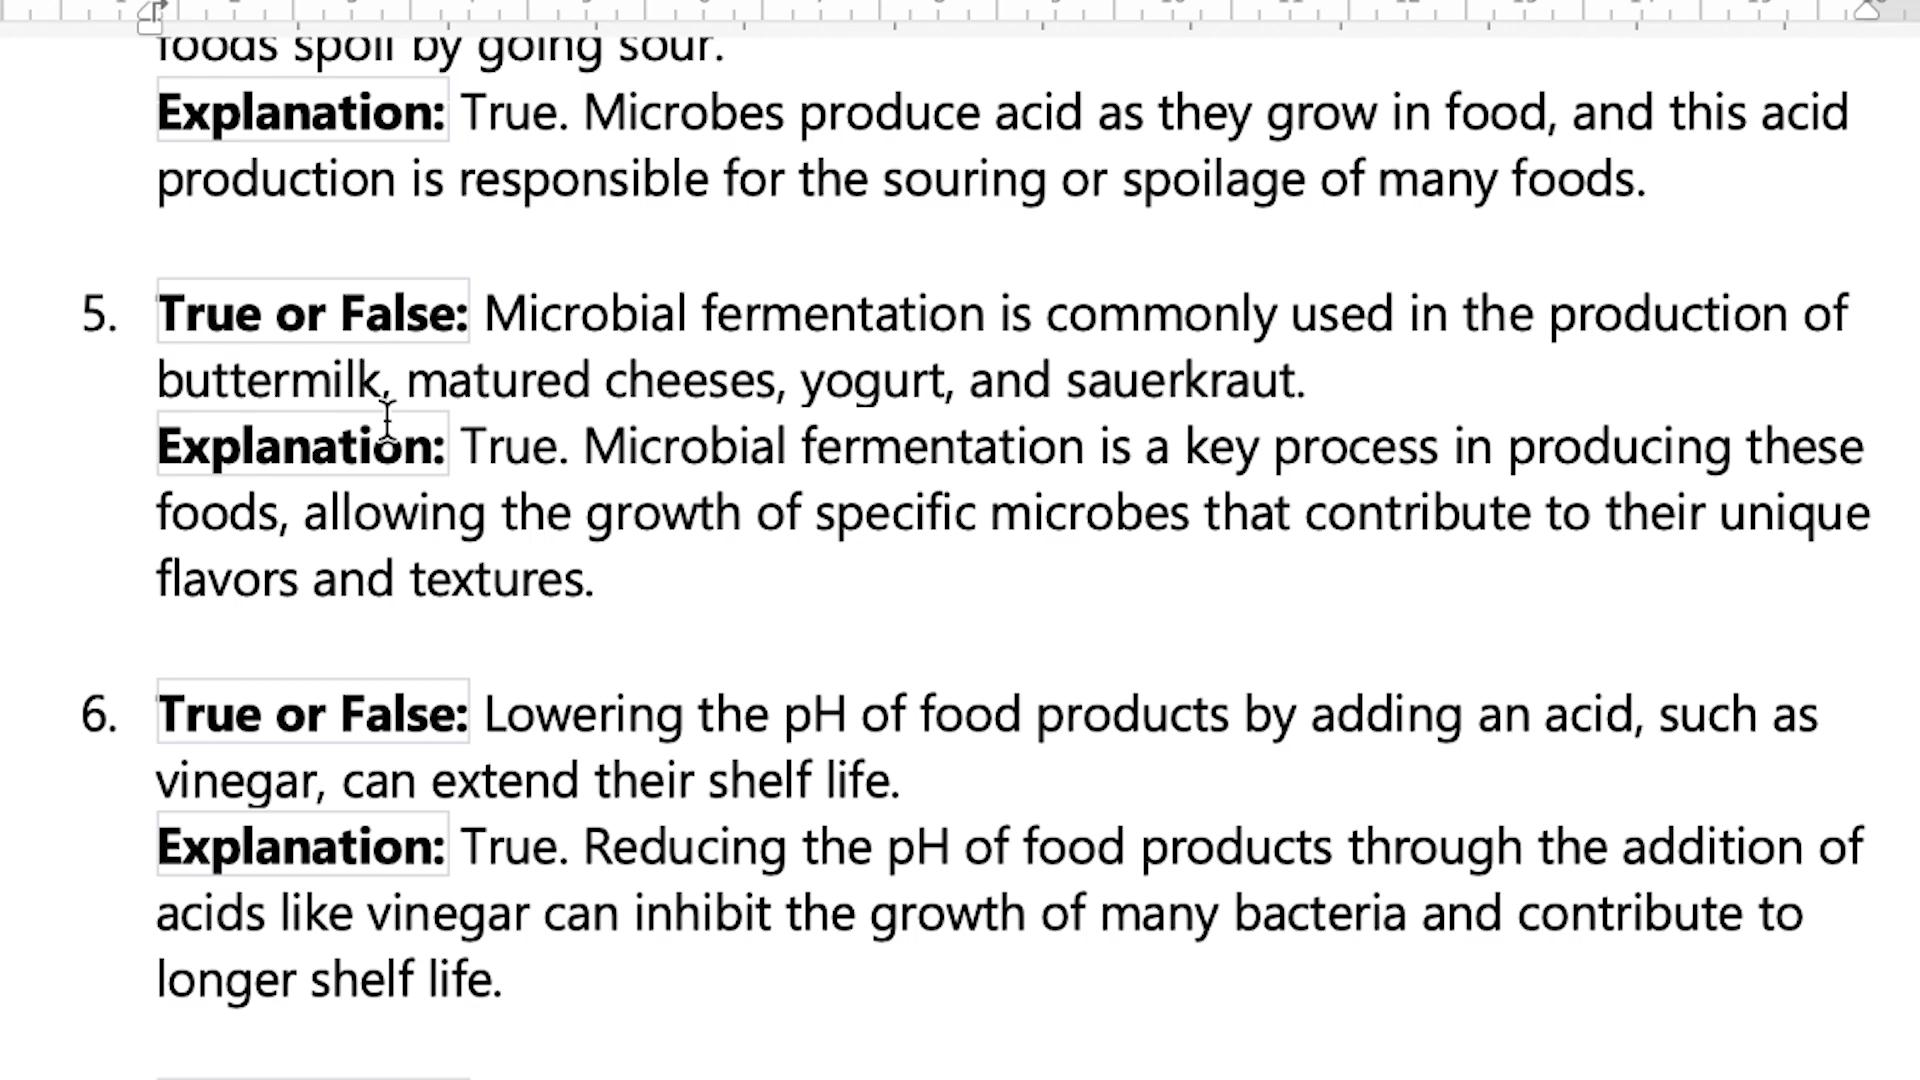 foods spoil by going sour.
Explanation: True. Microbes produce acid as they grow in food, and this acid
production is responsible for the souring or spoilage of many foods.
5. True or False: Microbial fermentation is commonly used in the production of
buttermilk, matured cheeses, yogurt, and sauerkraut.
Explanation: True. Microbial fermentation is a key process in producing these
foods, allowing the growth of specific microbes that contribute to their unique
flavors and textures.
6. True or False: Lowering the pH of food products by adding an acid, such as
vinegar, can extend their shelf life.
Explanation: True. Reducing the pH of food products through the addition of
acids like vinegar can inhibit the growth of many bacteria and contribute to
longer shelf life.